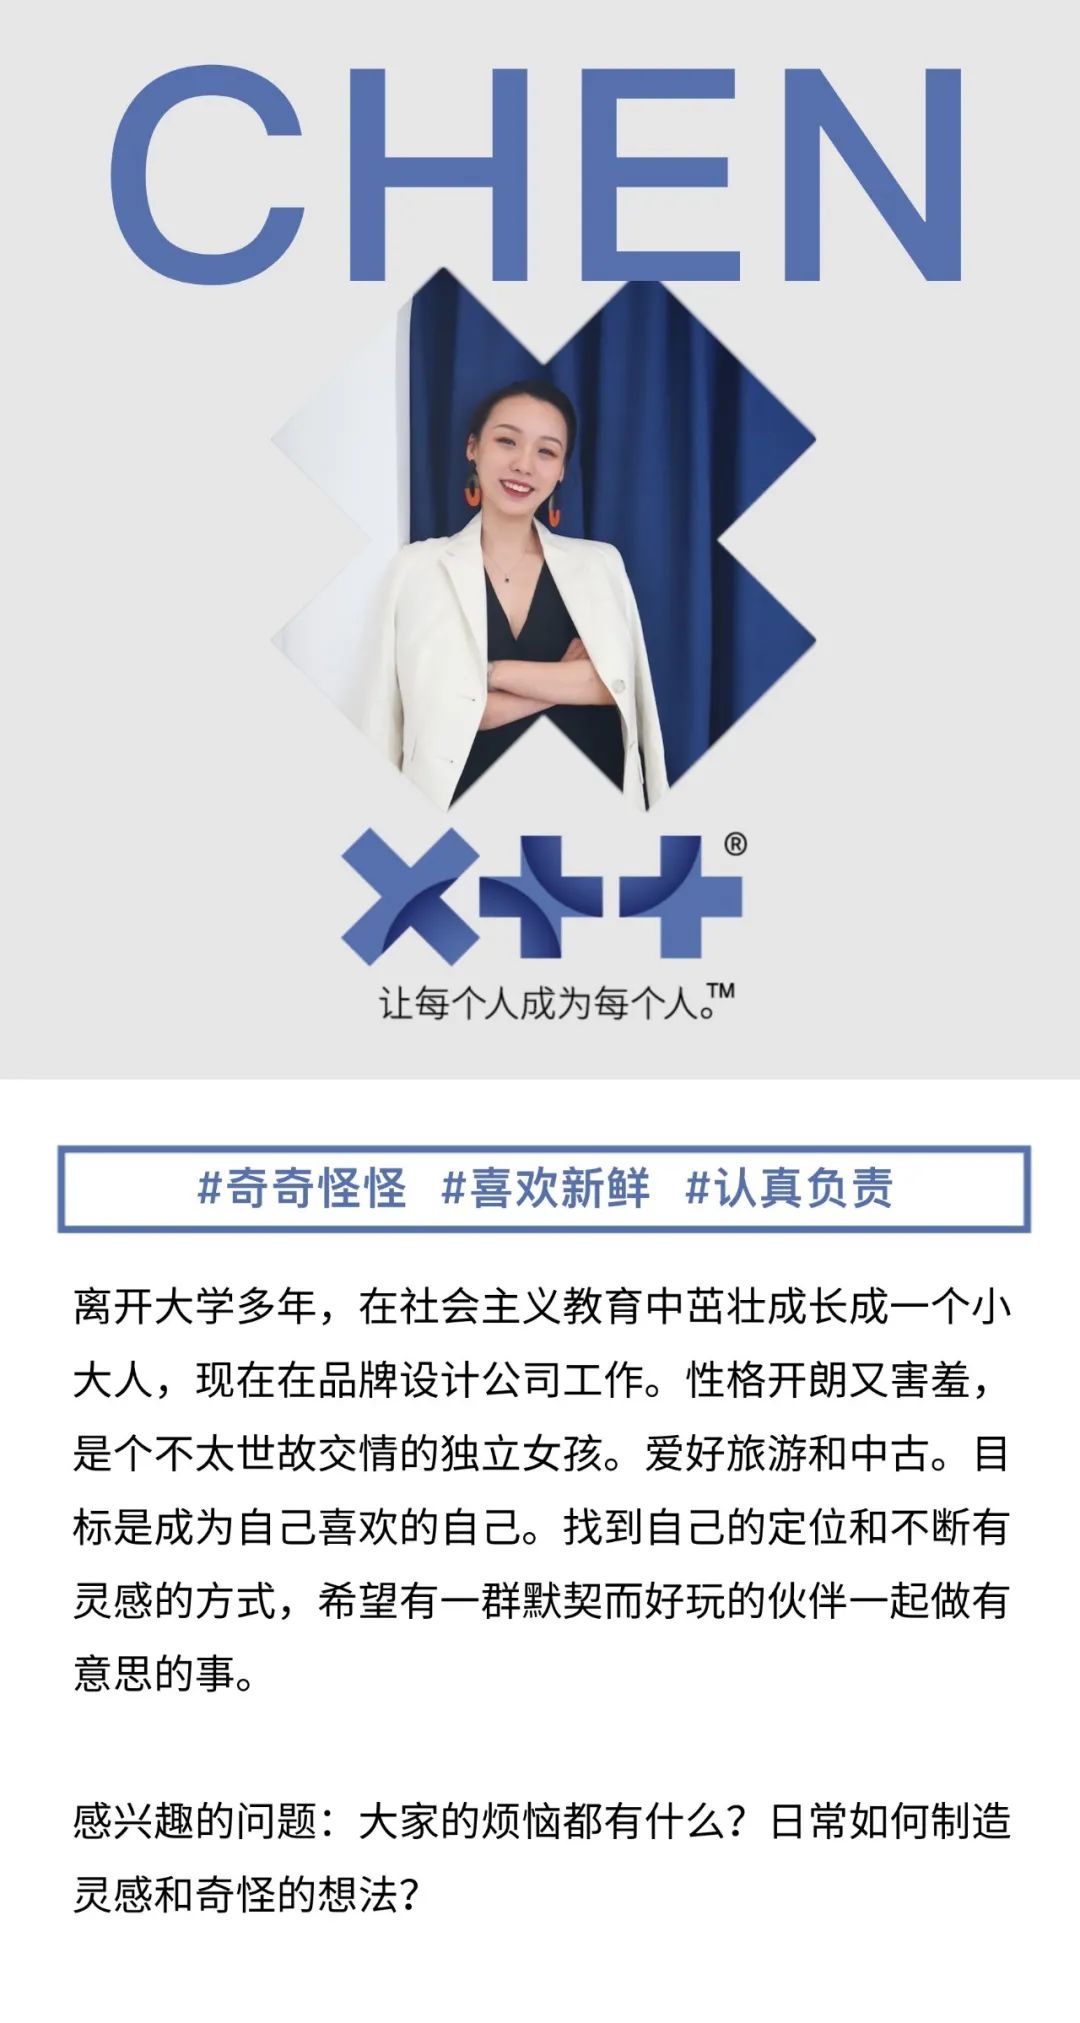 CHEN
x++®
让每个人成为每个人。™
#奇奇怪怪 #喜欢新鲜 #认真负责
离开大学多年，在社会主义教育中茁壮成长成一个小
大人，现在在品牌设计公司工作。性格开朗又害羞，
是个不太世故交情的独立女孩。爱好旅游和中古。目
标是成为自己喜欢的自己。找到自己的定位和不断有
灵感的方式，希望有一群默契而好玩的伙伴一起做有
意思的事。
感兴趣的问题：大家的烦恼都有什么？日常如何制造
灵感和奇怪的想法？